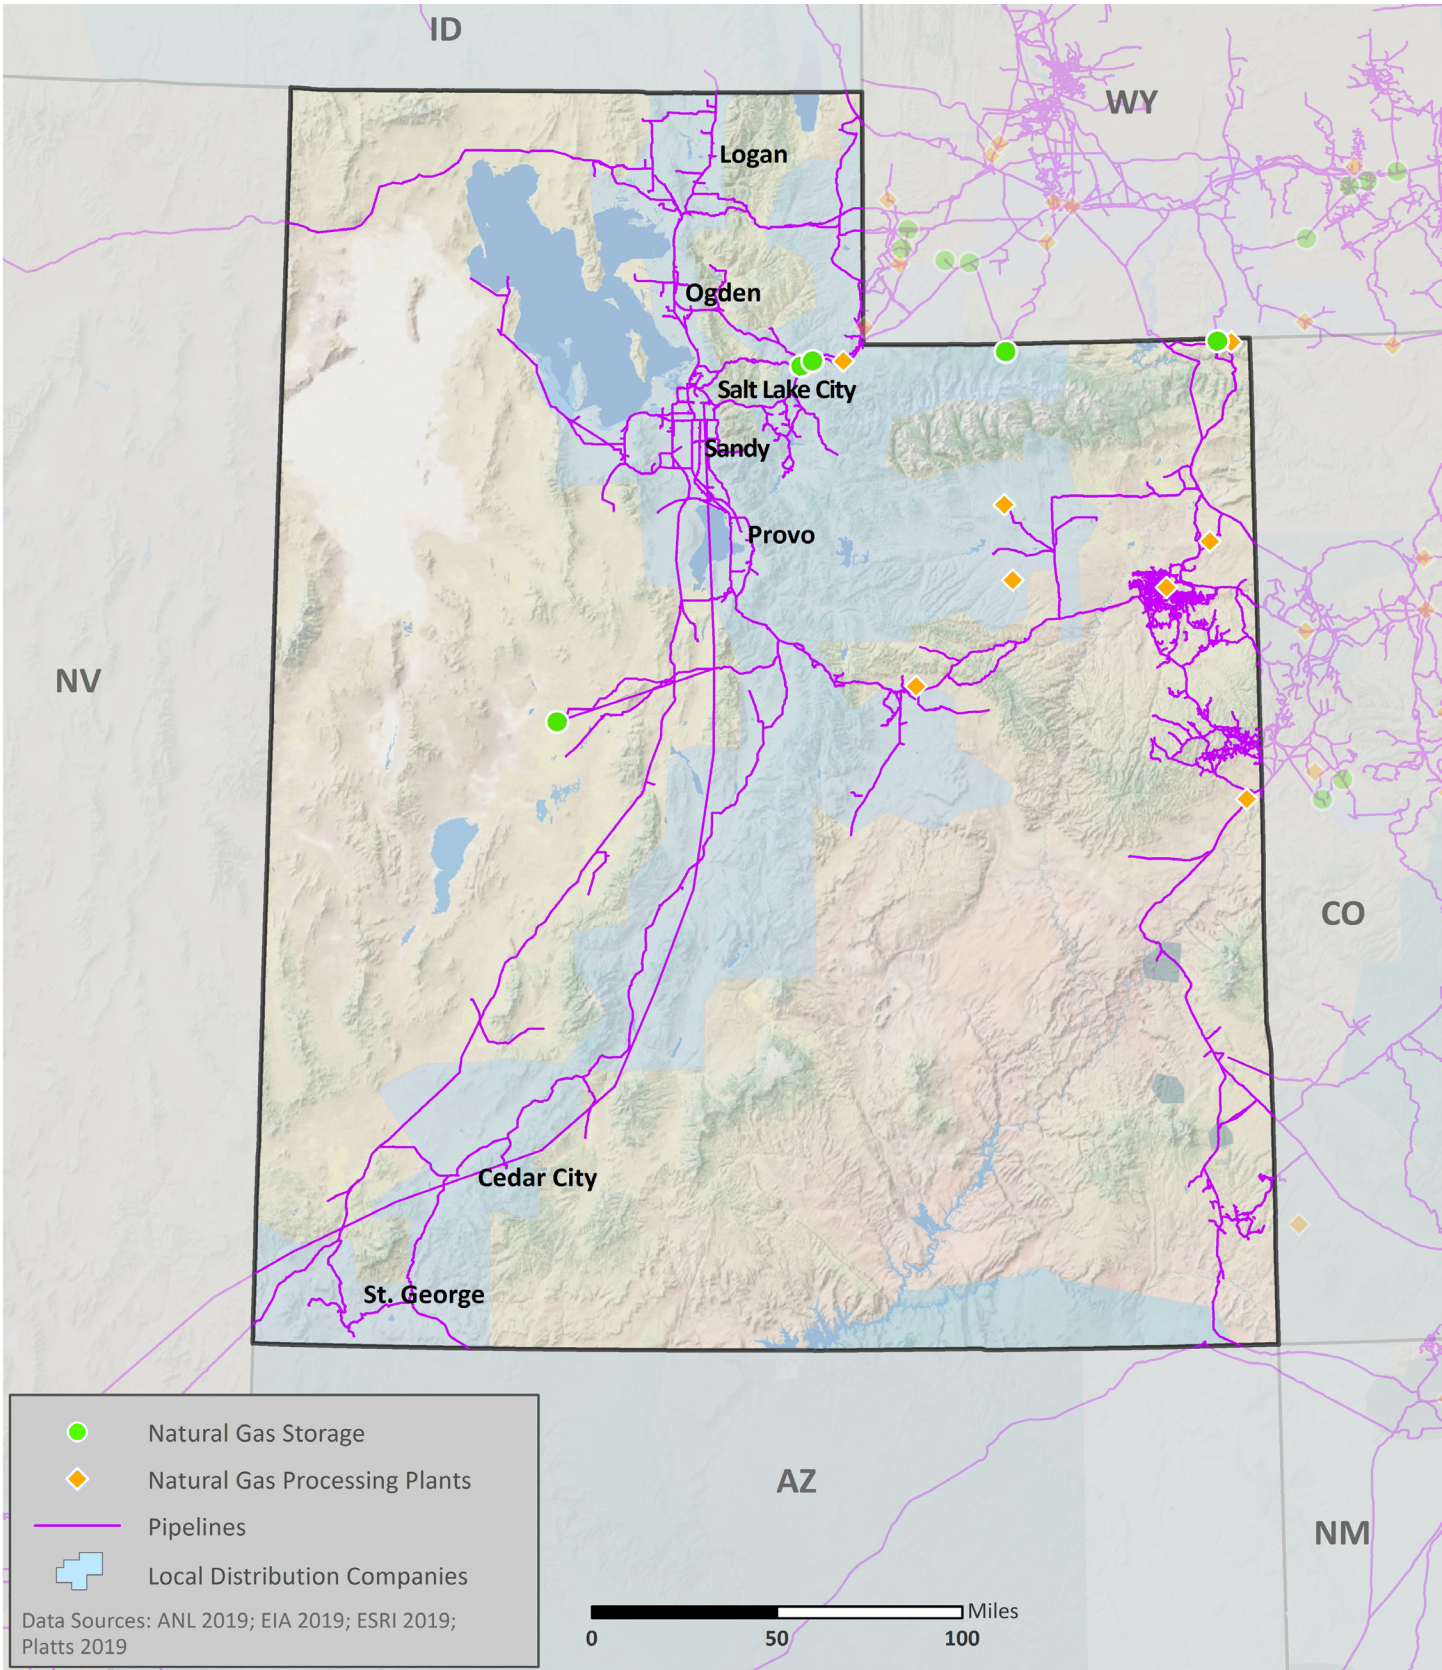 ID
WY
Logan
Ogden
Salt Lake City
Sandy
Provo
NV
CO
Cedar City
St. George
AZ
NM
Natural Gas Storage
Natural Gas Processing Plants
Pipelines
Local Distribution Companies
Data Sources: ANL 2019; EIA 2019; ESRI 2019;
Platts 2019
Miles
0 50 100